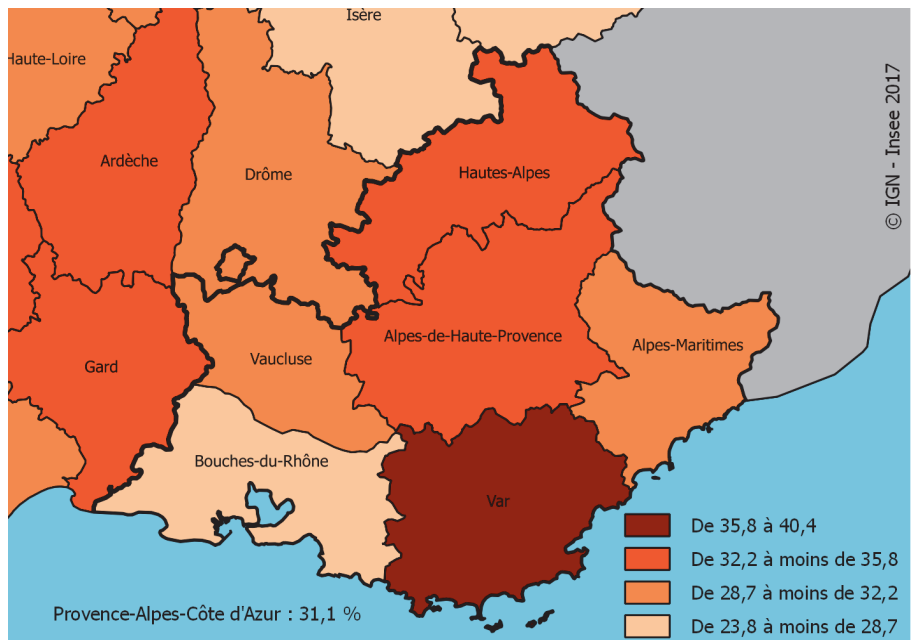 Isère
Haute-Loire
Ardèche
Drôme
Hautes-Alpes
© IGN - Insee 2017
Gard
Vaucluse
Alpes-de-Haute-Provence
Alpes-Maritimes
Bouches-du-Rhône
Var
De 35,8 à 40,4
De 32,2 à moins de 35,8
De 28,7 à moins de 32,2
De 23,8 à moins de 28,7
Provence-Alpes-Côte d'Azur : 31,1 %